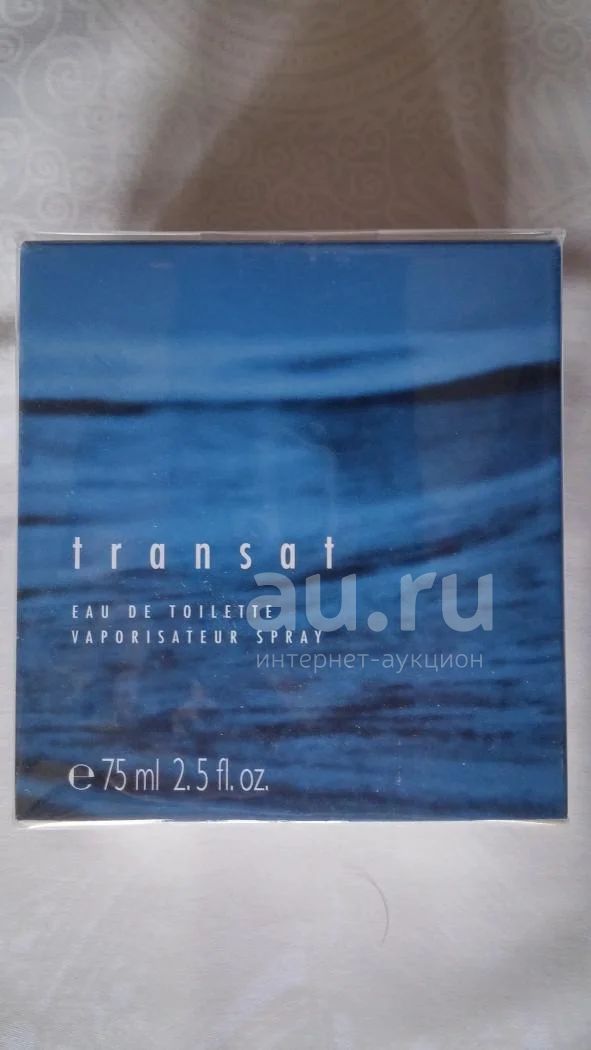 transat
au.ru
EAU DE TOILETTE
VAPORISATEUR SPRAY
интернет-аукцион
℮ 75 ml 2.5 fl. oz.